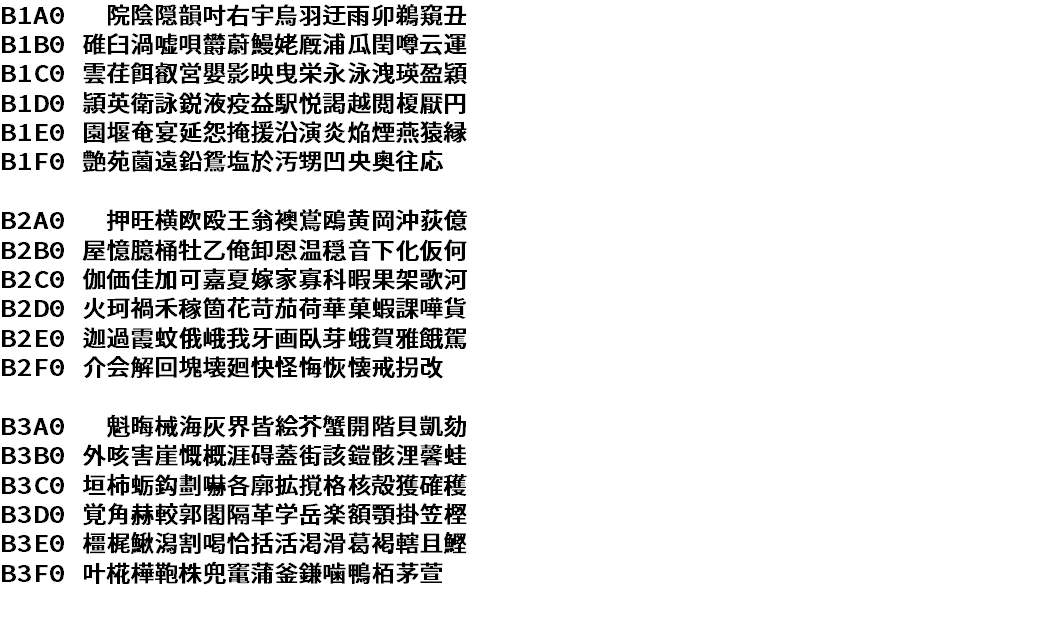 B1A0 院陰隠韻吋右宇烏羽迂雨卯鵜窺丑
B1B0 碓臼渦嘘唄欝蔚鰻姥厩浦瓜閏噂云運
B1C0 雲荏餌叡営嬰影映曳栄永泳洩瑛盈穎
B1D0 頴英衛詠鋭液疫益駅悦謁越閲榎厭円
B1E0 園堰奄宴延怨掩援沿演炎焔煙燕猿縁
B1F0 艶苑薗遠鉛鴛塩於汚甥凹央奥往応
B2A0 押旺横欧殴王翁襖鴬鴎黄岡沖荻億
B2B0 屋憶臆桶牡乙俺卸恩温穏音下化仮何
B2C0 伽価佳加可嘉夏嫁家寡科暇果架歌河
B2D0 火珂禍禾稼箇花苛茄荷華菓蝦課嘩貨
B2E0 迦過霞蚊俄峨我牙画臥芽蛾賀雅餓駕
B2F0 介会解回塊壊廻快怪悔恢懐戒拐改
B3A0 魁晦械海灰界皆絵芥蟹開階貝凱劾
B3B0 外咳害崖慨概涯碍蓋街該鎧骸浬馨蛙
B3C0 垣柿蛎鈎劃嚇各廓拡撹格核殻獲確穫
B3D0 覚角赫較郭閣隔革学岳楽額顎掛笠樫
B3E0 橿梶鰍潟割喝恰括活渇滑葛褐轄且鰹
B3F0 叶椛樺鞄株兜竃蒲釜鎌噛鴨栢茅萱